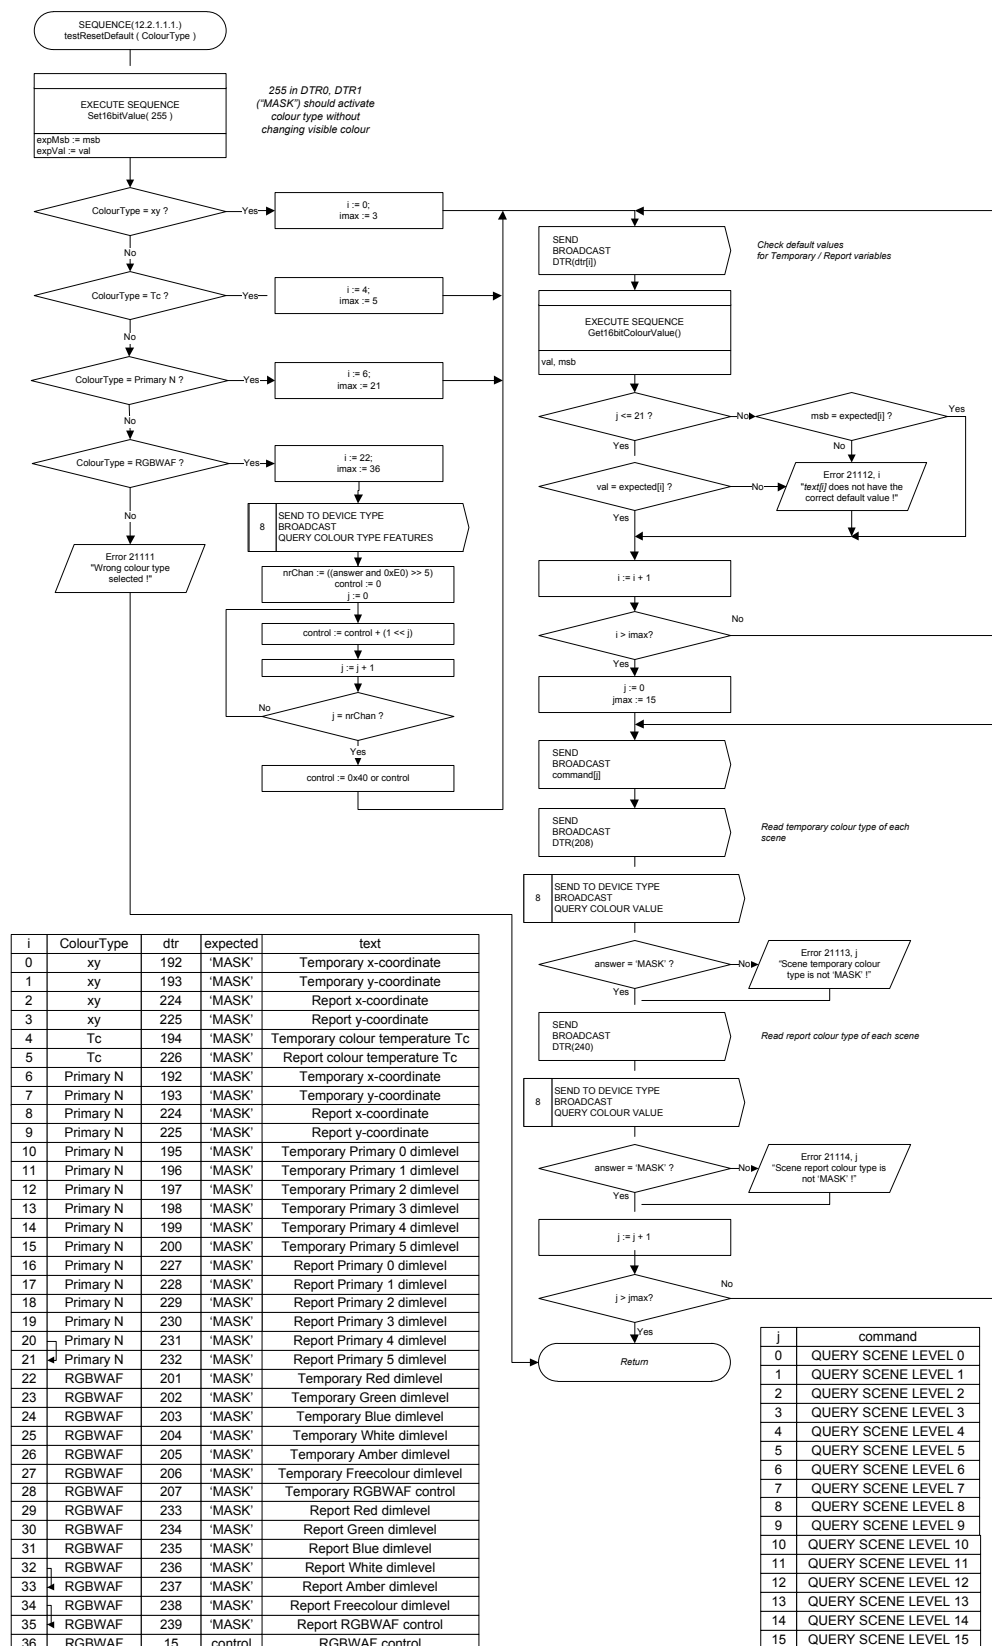 SEQUENCE(12.2.1.1.1.)
testResetDefault ( ColourType )
EXECUTE SEQUENCE
Set16bitValue( 255 )
expMsb := msb
expVal := val
255 in DTR0, DTR1
("MASK") should activate
colour type without
changing visible colour
ColourType = xy ?
Yes
i := 0;
imax := 3
No
ColourType = Tc ?
Yes
i := 4;
imax := 5
No
ColourType = Primary N ?
Yes
i := 6;
imax := 21
No
ColourType = RGBWAF ?
Yes
i := 22;
imax := 36
No
Error 21111
"Wrong colour type
selected !"
8
SEND TO DEVICE TYPE
BROADCAST
QUERY COLOUR TYPE FEATURES
nrChan := ((answer and 0xE0) >> 5)
control := 0
j := 0
control := control + (1 << j)
j := j + 1
No
j = nrChan ?
Yes
control := 0x40 or control
SEND
BROADCAST
DTR(dtr[i])
Check default values
for Temporary / Report variables
EXECUTE SEQUENCE
Get16bitColourValue()
val, msb
j <= 21 ?
No
msb = expected[i] ?
Yes
Yes
No
val = expected[i] ?
No
Error 21112, i
"text[i] does not have the
correct default value !"
Yes
i := i + 1
i > imax?
No
Yes
j := 0
jmax := 15
SEND
BROADCAST
command[j]
SEND
BROADCAST
DTR(208)
Read temporary colour type of each
scene
8
SEND TO DEVICE TYPE
BROADCAST
QUERY COLOUR VALUE
answer = 'MASK' ?
No
Error 21113, j
"Scene temporary colour
type is not 'MASK' !"
Yes
SEND
BROADCAST
DTR(240)
Read report colour type of each scene
8
SEND TO DEVICE TYPE
BROADCAST
QUERY COLOUR VALUE
answer = 'MASK' ?
No
Error 21114, j
"Scene report colour type is
not 'MASK' !"
Yes
j := j + 1
j > jmax?
No
Yes
Return
i ColourType dtr expected text
0 xy 192 'MASK' Temporary x-coordinate
1 xy 193 'MASK' Temporary y-coordinate
2 xy 224 'MASK' Report x-coordinate
3 xy 225 'MASK' Report y-coordinate
4 Tc 194 'MASK' Temporary colour temperature Tc
5 Tc 226 'MASK' Report colour temperature Tc
6 Primary N 192 'MASK' Temporary x-coordinate
7 Primary N 193 'MASK' Temporary y-coordinate
8 Primary N 224 'MASK' Report x-coordinate
9 Primary N 225 'MASK' Report y-coordinate
10 Primary N 195 'MASK' Temporary Primary 0 dimlevel
11 Primary N 196 'MASK' Temporary Primary 1 dimlevel
12 Primary N 197 'MASK' Temporary Primary 2 dimlevel
13 Primary N 198 'MASK' Temporary Primary 3 dimlevel
14 Primary N 199 'MASK' Temporary Primary 4 dimlevel
15 Primary N 200 'MASK' Temporary Primary 5 dimlevel
16 Primary N 227 'MASK' Report Primary 0 dimlevel
17 Primary N 228 'MASK' Report Primary 1 dimlevel
18 Primary N 229 'MASK' Report Primary 2 dimlevel
19 Primary N 230 'MASK' Report Primary 3 dimlevel
20 Primary N 231 'MASK' Report Primary 4 dimlevel
21 Primary N 232 'MASK' Report Primary 5 dimlevel
22 RGBWAF 201 'MASK' Temporary Red dimlevel
23 RGBWAF 202 'MASK' Temporary Green dimlevel
24 RGBWAF 203 'MASK' Temporary Blue dimlevel
25 RGBWAF 204 'MASK' Temporary White dimlevel
26 RGBWAF 205 'MASK' Temporary Amber dimlevel
27 RGBWAF 206 'MASK' Temporary Freecolour dimlevel
28 RGBWAF 207 'MASK' Temporary RGBWAF control
29 RGBWAF 233 'MASK' Report Red dimlevel
30 RGBWAF 234 'MASK' Report Green dimlevel
31 RGBWAF 235 'MASK' Report Blue dimlevel
32 RGBWAF 236 'MASK' Report White dimlevel
33 RGBWAF 237 'MASK' Report Amber dimlevel
34 RGBWAF 238 'MASK' Report Freecolour dimlevel
35 RGBWAF 239 'MASK' Report RGBWAF control
36 RGBWAF 15 control RGBWAF control
j command
0 QUERY SCENE LEVEL 0
1 QUERY SCENE LEVEL 1
2 QUERY SCENE LEVEL 2
3 QUERY SCENE LEVEL 3
4 QUERY SCENE LEVEL 4
5 QUERY SCENE LEVEL 5
6 QUERY SCENE LEVEL 6
7 QUERY SCENE LEVEL 7
8 QUERY SCENE LEVEL 8
9 QUERY SCENE LEVEL 9
10 QUERY SCENE LEVEL 10
11 QUERY SCENE LEVEL 11
12 QUERY SCENE LEVEL 12
13 QUERY SCENE LEVEL 13
14 QUERY SCENE LEVEL 14
15 QUERY SCENE LEVEL 15